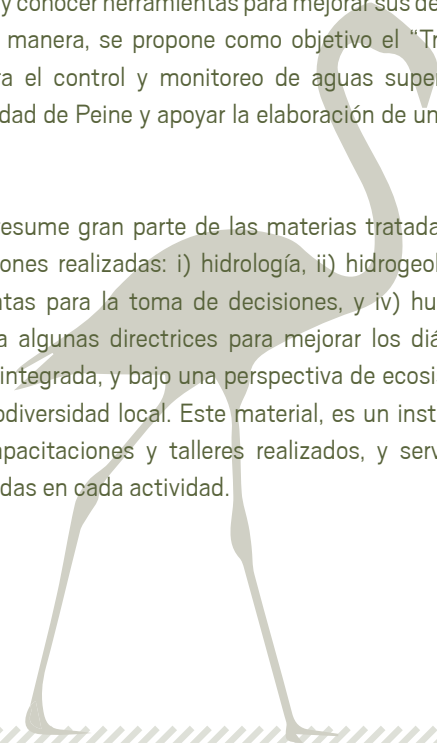 y conocer herramientas para mejorar sus de
manera, se propone como objetivo el “Tr
ra el control y monitoreo de aguas supe
dad de Peine y apoyar la elaboración de un
resume gran parte de las materias tratada
ones realizadas: i) hidrología, ii) hidrogeol
ntas para la toma de decisiones, y iv) hu
a algunas directrices para mejorar los diá
integrada, y bajo una perspectiva de ecosi
odiversidad local. Este material, es un inst
apacitaciones y talleres realizados, y serv
das en cada actividad.